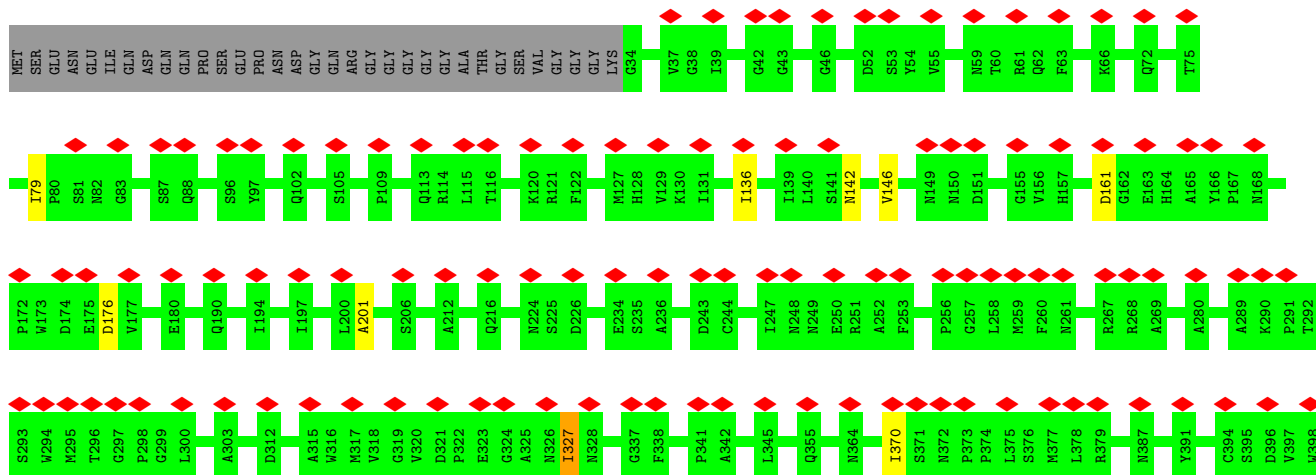 MET SER GLU ASN GLU ILE GLN ASP GLN GLN PRO SER GLU PRO ASN ASP GLY GLN ARG GLY GLY GLY GLY GLY ALA THR GLY SER VAL GLY GLY GLY LYS G34 V37 G38 I39 G42 G43 G46 D52 S53 Y54 V55 N59 T60 R61 Q62 F63 K66 Q72 T75
I79 P80 S81 N82 G83 S87 Q88 S96 Y97 Q102 S105 P109 Q113 R114 L115 T116 K120 R121 F122 M127 H128 V129 K130 I131 I136 I139 L140 S141 N142 V146 N149 N150 D151 G155 V156 H157 D161 G162 E163 H164 A165 Y166 P167 N168
P172 W173 D174 E175 D176 V177 E180 Q190 I194 I197 L200 A201 S206 A212 Q216 N224 S225 D226 E234 S235 A236 D243 C244 I247 N248 N249 E250 R251 A252 F253 P256 G257 L258 M259 F260 N261 R267 R268 A269 A280 A289 K290 P291 T292
S293 W294 M295 T296 G297 P298 G299 L300 A303 D312 A315 W316 M317 V318 G319 V320 D321 P322 E323 G324 A325 N326 I327 N328 G337 F338 P341 A342 L345 Q355 N364 I370 S371 N372 P373 P374 L375 S376 M377 L378 R379 N387 Y391 C394 S395 D396 V397 W398